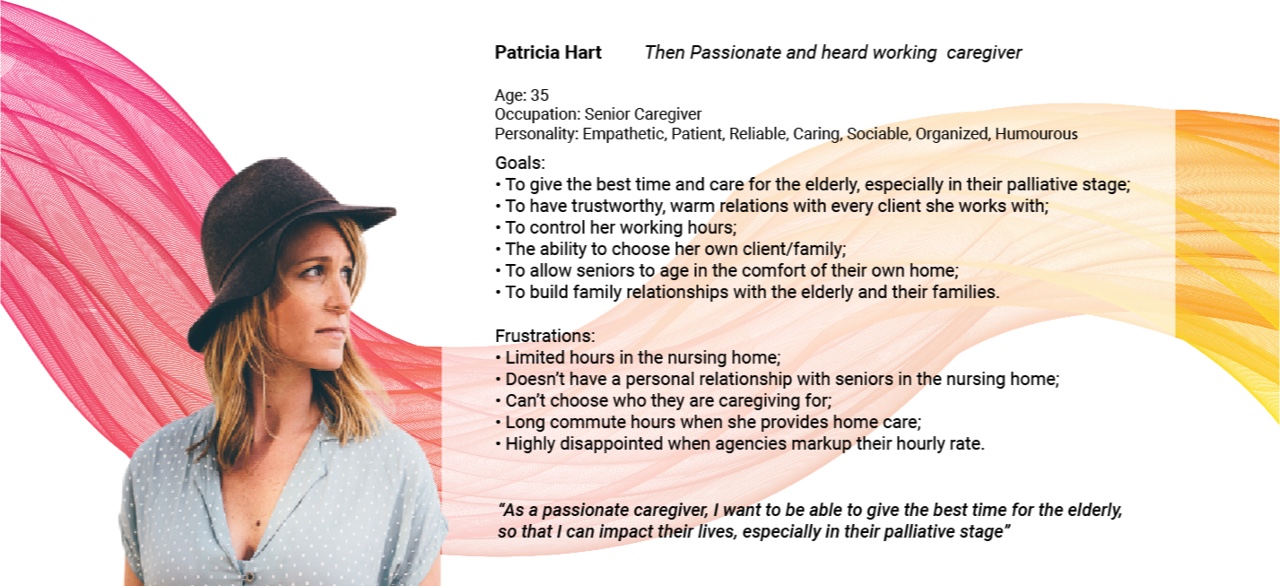 Patricia Hart Then Passionate and heard working caregiver
Age: 35
Occupation: Senior Caregiver
Personality: Empathetic, Patient, Reliable, Caring, Sociable, Organized, Humourous
Goals:
• To give the best time and care for the elderly, especially in their palliative stage;
• To have trustworthy, warm relations with every client she works with;
• To control her working hours;
• The ability to choose her own client/family;
• To allow seniors to age in the comfort of their own home;
• To build family relationships with the elderly and their families.
Frustrations:
• Limited hours in the nursing home;
• Doesn’t have a personal relationship with seniors in the nursing home;
• Can’t choose who they are caregiving for;
• Long commute hours when she provides home care;
• Highly disappointed when agencies markup their hourly rate.
“As a passionate caregiver, I want to be able to give the best time for the elderly,
so that I can impact their lives, especially in their palliative stage”